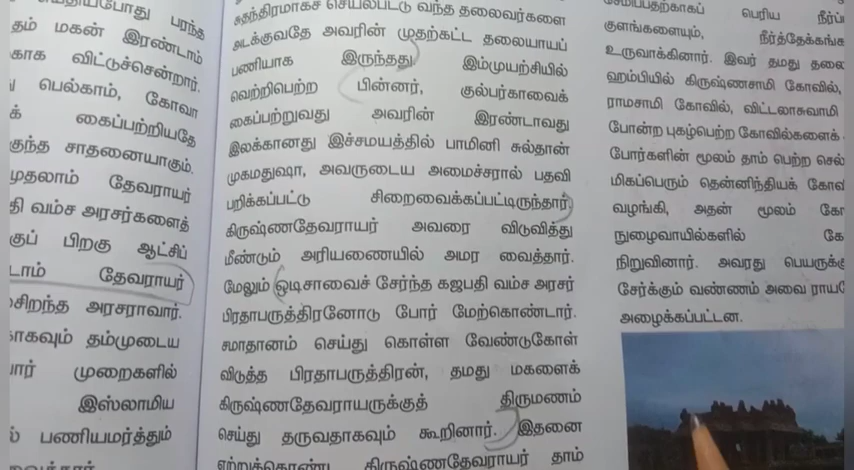 பரந்த
தம் மகன் இரண்டாம்
காக விட்டுச்சென்றார்.
பெல்காம், கோவா
க் கைப்பற்றியதே
குந்த சாதனையாகும்.
முதலாம் தேவராயர்
தி வம்ச அரசர்களைத்
குப் பிறகு ஆட்சிப்
டாம் தேவராயர்
சிறந்த அரசராவார்.
காகவும் தம்முடைய
பார் முறைகளில்
இஸ்லாமிய
ல் பணியமர்த்தும்
சுதந்திரமாகச் செயல்பட்டு வந்த தலைவர்களை
அடக்குவதே அவரின் முதற்கட்ட தலையாயப்
பணியாக இருந்தது. இம்முயற்சியில்
வெற்றிபெற்ற பின்னர், குல்பர்காவைக்
கைப்பற்றுவது அவரின் இரண்டாவது
இலக்கானது இச்சமயத்தில் பாமினி சுல்தான்
முகமதுஷா, அவருடைய அமைச்சரால் பதவி
பறிக்கப்பட்டு சிறைவைக்கப்பட்டிருந்தார்.
கிருஷ்ணதேவராயர் அவரை விடுவித்து
மீண்டும் அரியணையில் அமர வைத்தார்.
மேலும் ஒடிசாவைச் சேர்ந்த கஜபதி வம்ச அரசர்
பிரதாபருத்திரனோடு போர் மேற்கொண்டார்.
சமாதானம் செய்து கொள்ள வேண்டுகோள்
விடுத்த பிரதாபருத்திரன், தமது மகளைக்
கிருஷ்ணதேவராயருக்குத் திருமணம்
செய்து தருவதாகவும் கூறினார். இதனை
ஏற்றுக்கொண்ட கிருஷ்ணதேவராயர் தாம்
சேமிப்பதற்காகப் பெரிய நீர்ப்
குளங்களையும், நீர்த்தேக்கங்க
உருவாக்கினார். இவர் தமது தலை
ஹம்பியில் கிருஷ்ணசாமி கோவில்,
ராமசாமி கோவில், விட்டலாசுவாமி
போன்ற புகழ்பெற்ற கோவில்களைக்
போர்களின் மூலம் தாம் பெற்ற செல்
மிகப்பெரும் தென்னிந்தியக் கோவி
வழங்கி, அதன் மூலம் கோ
நுழைவாயில்களில் கோ
நிறுவினார். அவரது பெயருக்கு
சேர்க்கும் வண்ணம் அவை ராயகே
அழைக்கப்பட்டன.